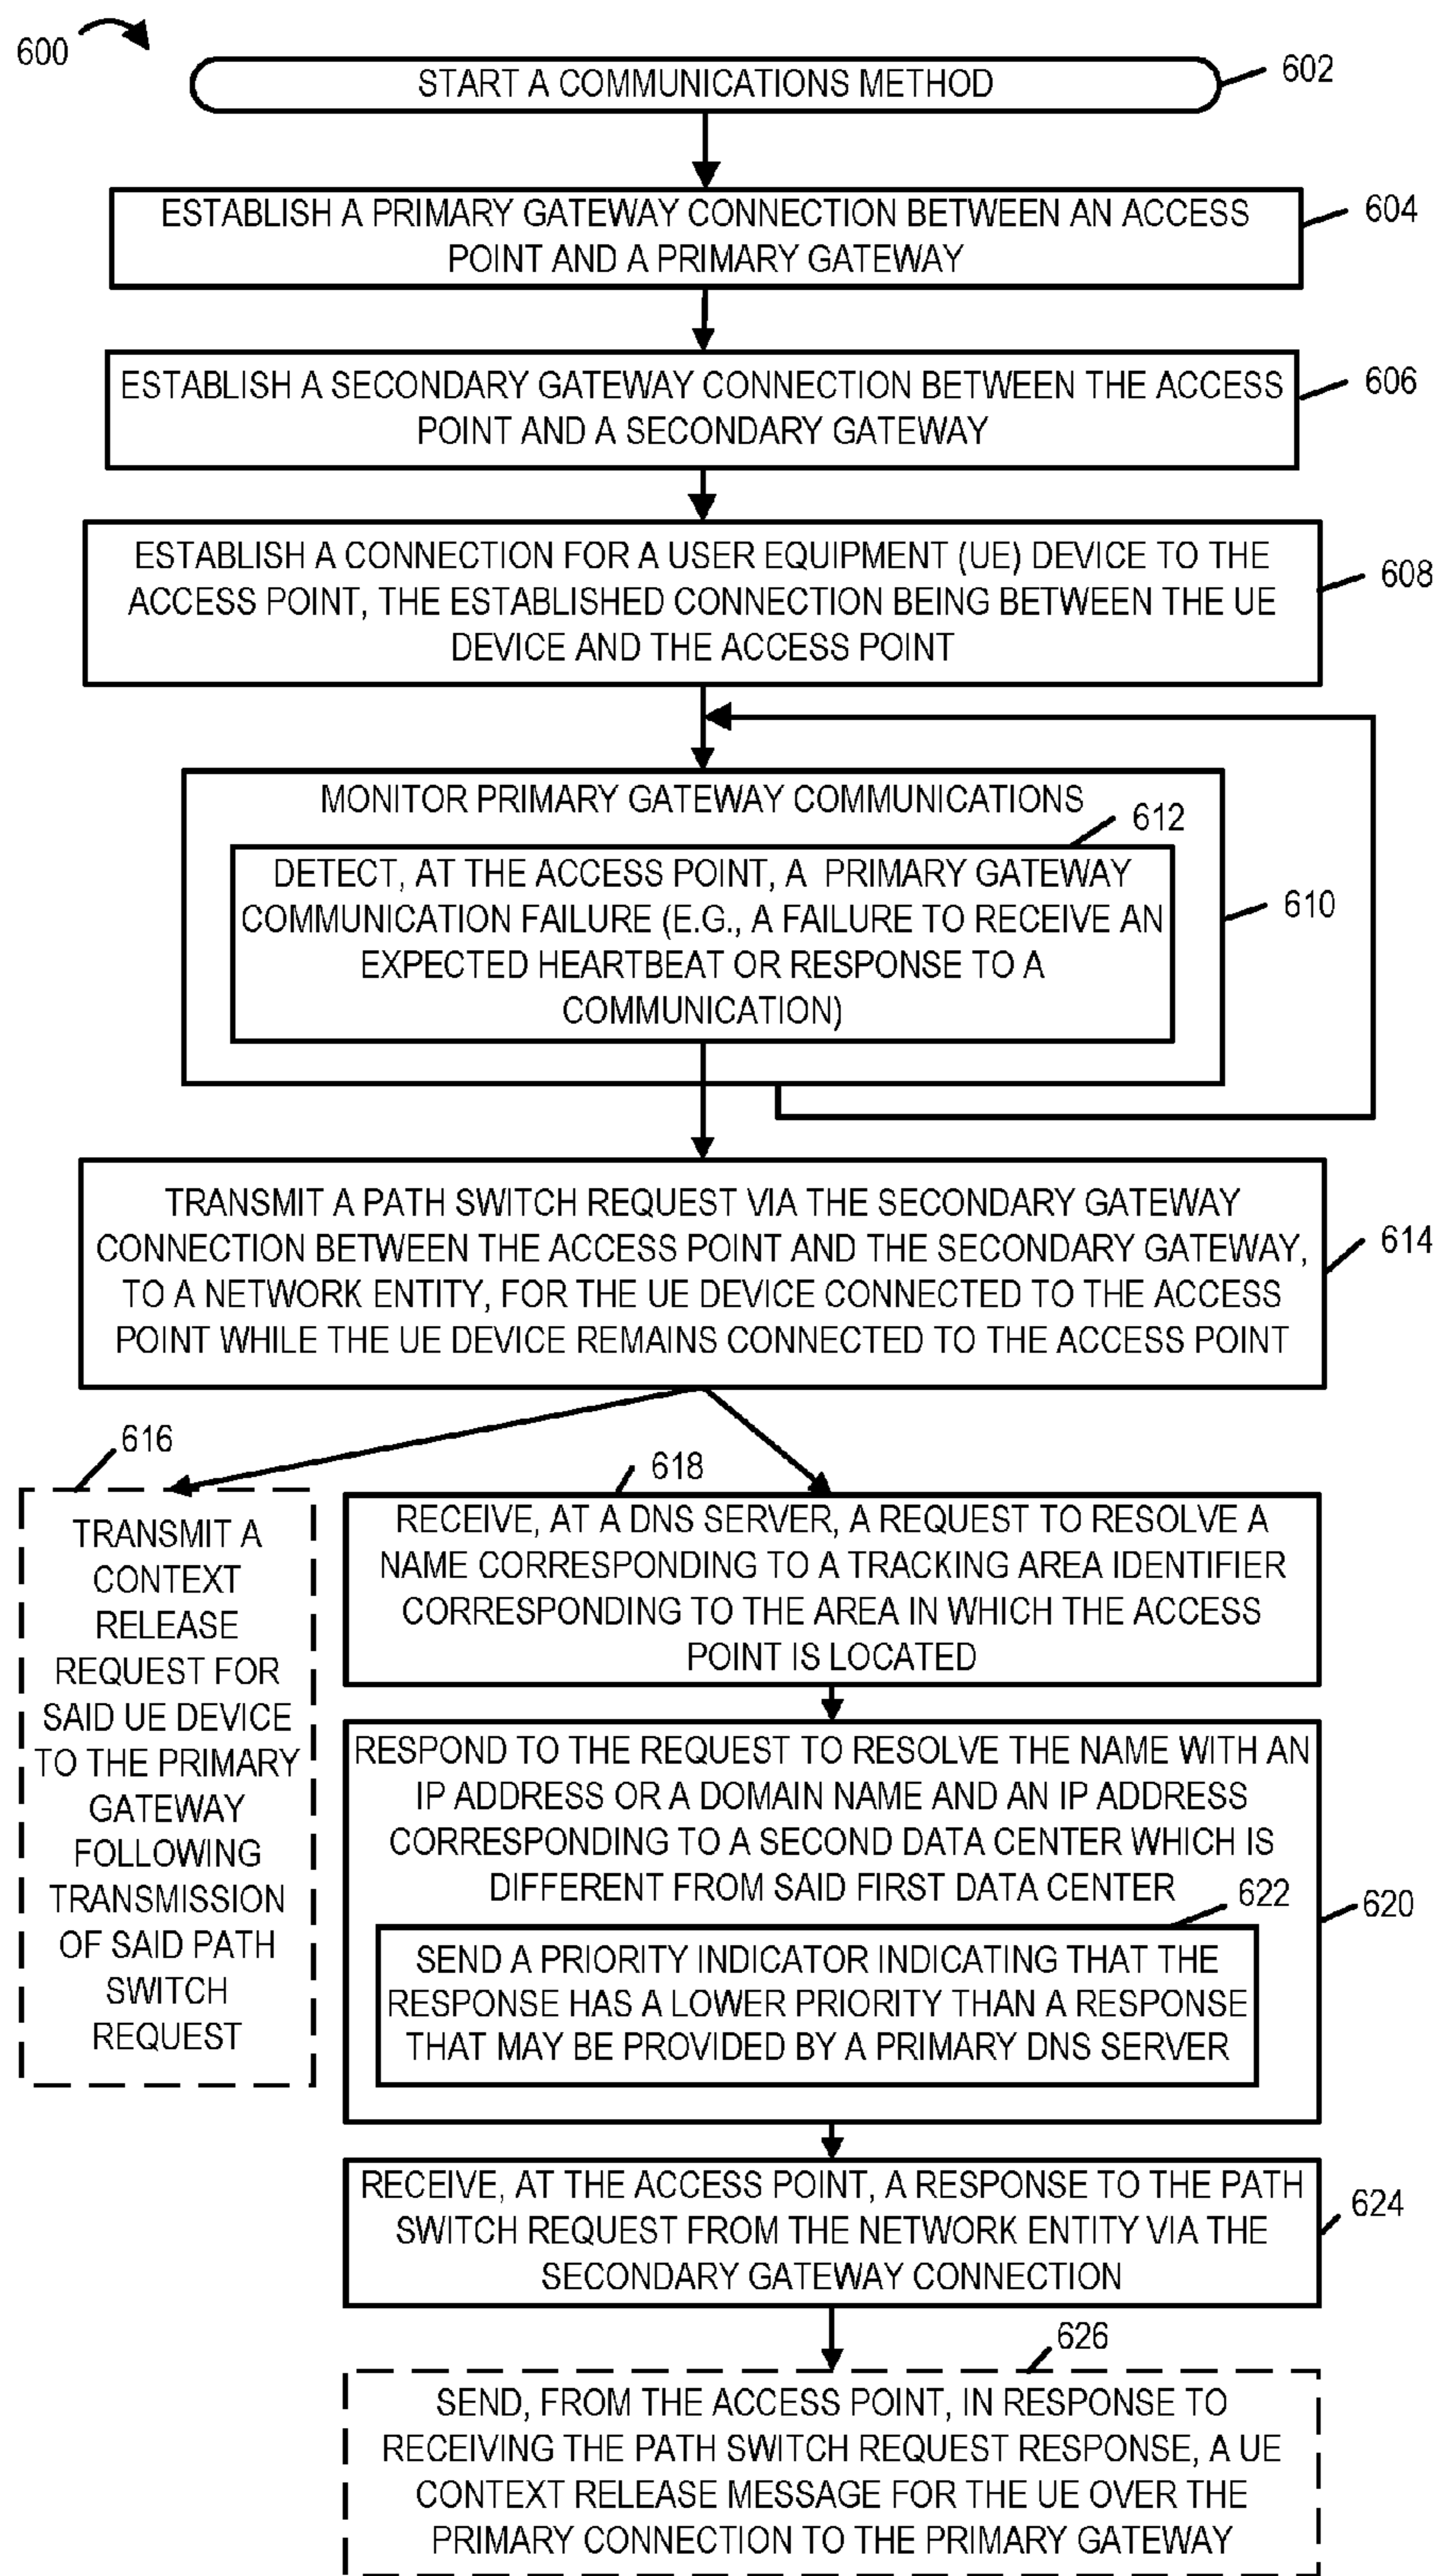 600
START A COMMUNICATIONS METHOD
602
ESTABLISH A PRIMARY GATEWAY CONNECTION BETWEEN AN ACCESS
POINT AND A PRIMARY GATEWAY
604
ESTABLISH A SECONDARY GATEWAY CONNECTION BETWEEN THE ACCESS
POINT AND A SECONDARY GATEWAY
606
ESTABLISH A CONNECTION FOR A USER EQUIPMENT (UE) DEVICE TO THE
ACCESS POINT, THE ESTABLISHED CONNECTION BEING BETWEEN THE UE
DEVICE AND THE ACCESS POINT
608
MONITOR PRIMARY GATEWAY COMMUNICATIONS
612
DETECT, AT THE ACCESS POINT, A PRIMARY GATEWAY
COMMUNICATION FAILURE (E.G., A FAILURE TO RECEIVE AN
EXPECTED HEARTBEAT OR RESPONSE TO A
COMMUNICATION)
610
TRANSMIT A PATH SWITCH REQUEST VIA THE SECONDARY GATEWAY
CONNECTION BETWEEN THE ACCESS POINT AND THE SECONDARY GATEWAY,
TO A NETWORK ENTITY, FOR THE UE DEVICE CONNECTED TO THE ACCESS
POINT WHILE THE UE DEVICE REMAINS CONNECTED TO THE ACCESS POINT
614
616
TRANSMIT A
CONTEXT
RELEASE
REQUEST FOR
SAID UE DEVICE
TO THE PRIMARY
GATEWAY
FOLLOWING
TRANSMISSION
OF SAID PATH
SWITCH
REQUEST
618
RECEIVE, AT A DNS SERVER, A REQUEST TO RESOLVE A
NAME CORRESPONDING TO A TRACKING AREA IDENTIFIER
CORRESPONDING TO THE AREA IN WHICH THE ACCESS
POINT IS LOCATED
RESPOND TO THE REQUEST TO RESOLVE THE NAME WITH AN
IP ADDRESS OR A DOMAIN NAME AND AN IP ADDRESS
CORRESPONDING TO A SECOND DATA CENTER WHICH IS
DIFFERENT FROM SAID FIRST DATA CENTER
622
620
SEND A PRIORITY INDICATOR INDICATING THAT THE
RESPONSE HAS A LOWER PRIORITY THAN A RESPONSE
THAT MAY BE PROVIDED BY A PRIMARY DNS SERVER
RECEIVE, AT THE ACCESS POINT, A RESPONSE TO THE PATH
SWITCH REQUEST FROM THE NETWORK ENTITY VIA THE
SECONDARY GATEWAY CONNECTION
624
626
SEND, FROM THE ACCESS POINT, IN RESPONSE TO
RECEIVING THE PATH SWITCH REQUEST RESPONSE, A UE
CONTEXT RELEASE MESSAGE FOR THE UE OVER THE
PRIMARY CONNECTION TO THE PRIMARY GATEWAY